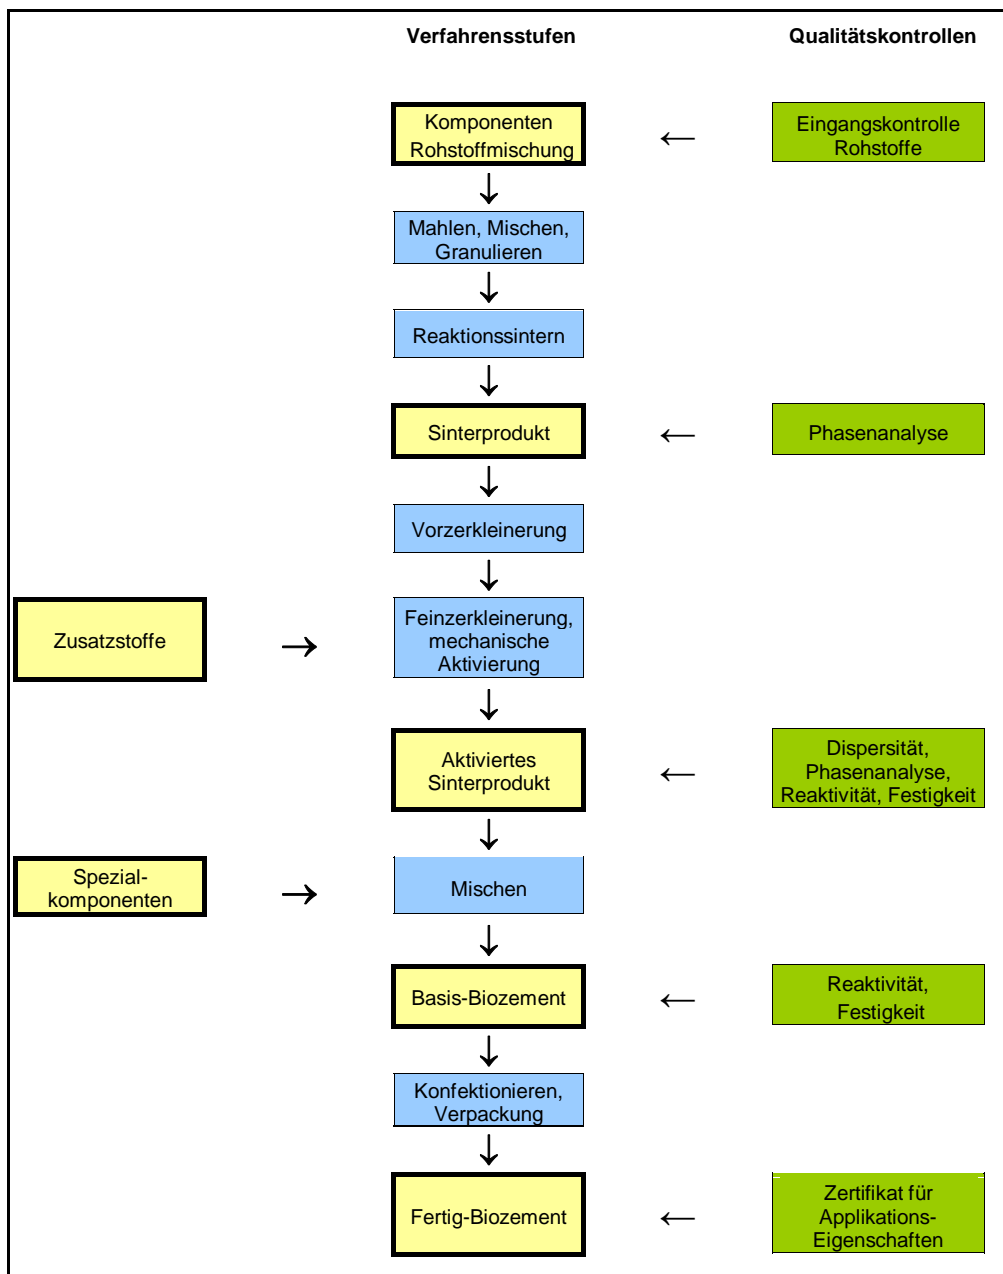 Verfahrensstufen
Qualitätskontrollen
Komponenten
Rohstoffmischung
←
Eingangskontrolle
Rohstoffe
↓
Mahlen, Mischen,
Granulieren
↓
Reaktionssintern
↓
Sinterprodukt
←
Phasenanalyse
↓
Vorzerkleinerung
↓
Zusatzstoffe
→
Feinzerkleinerung,
mechanische
Aktivierung
↓
Aktiviertes
Sinterprodukt
←
Dispersität,
Phasenanalyse,
Reaktivität, Festigkeit
↓
Spezial-
komponenten
→
Mischen
↓
Basis-Biozement
←
Reaktivität,
Festigkeit
↓
Konfektionieren,
Verpackung
↓
Fertig-Biozement
←
Zertifikat für
Applikations-
Eigenschaften